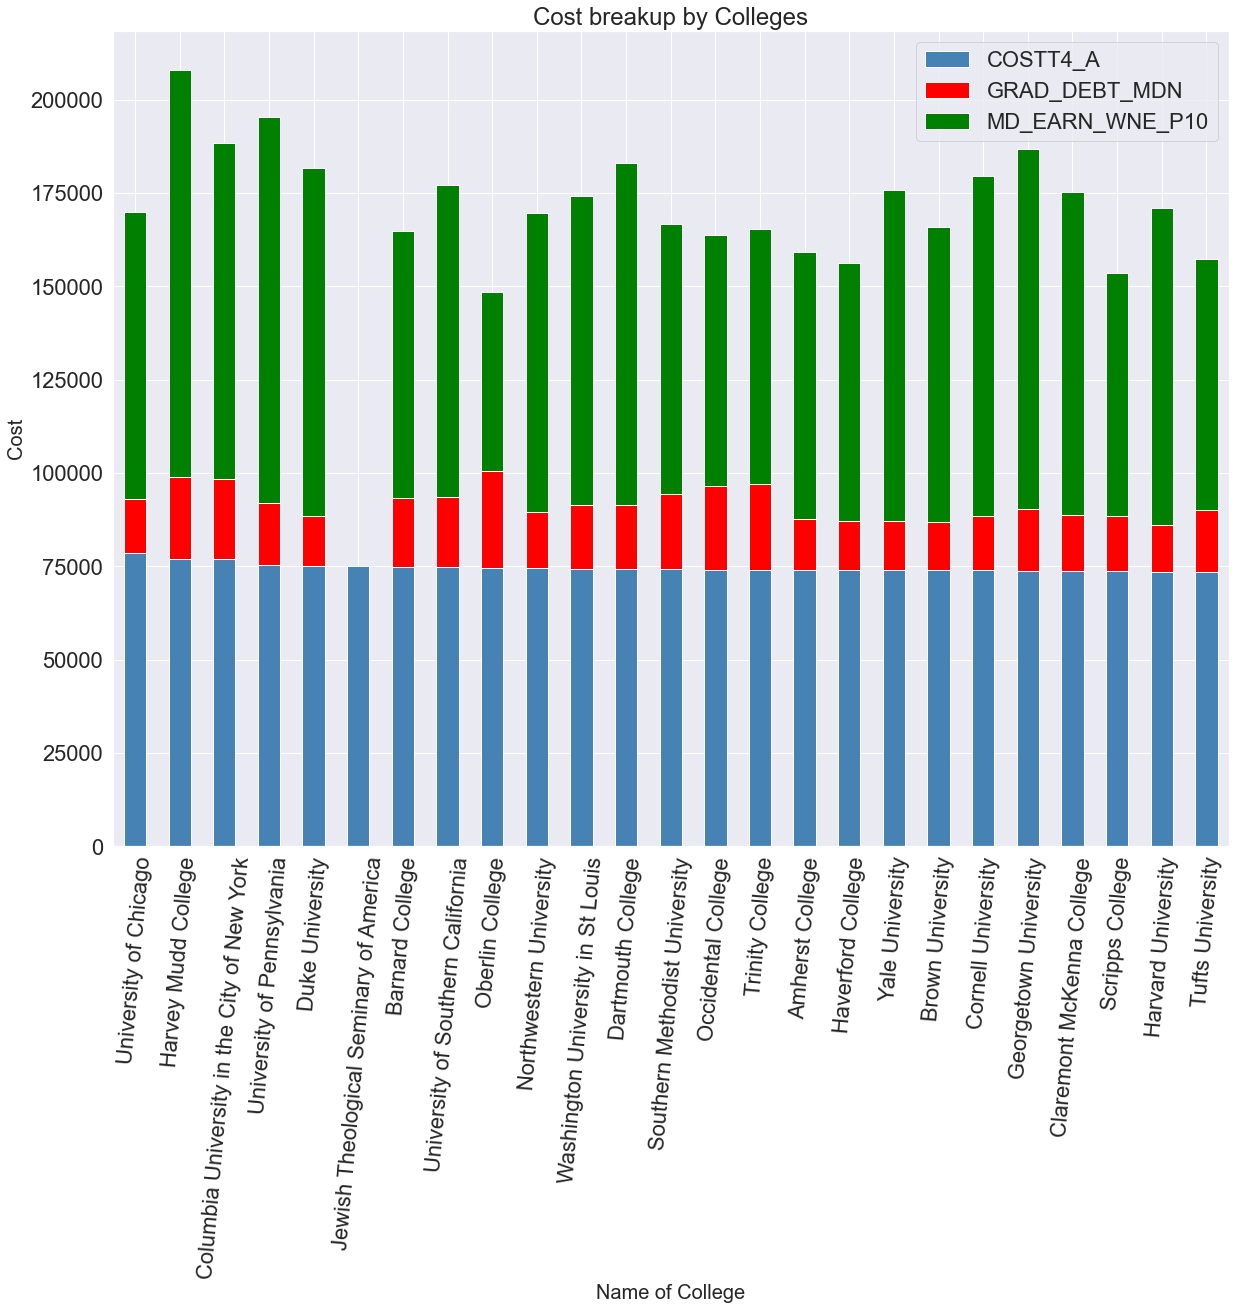 Cost breakup by Colleges
COSTT4_A
GRAD_DEBT_MDN
MD_EARN_WNE_P10
Cost
200000
175000
150000
125000
100000
75000
50000
25000
0
University of Chicago
Harvey Mudd College
Columbia University in the City of New York
University of Pennsylvania
Duke University
Jewish Theological Seminary of America
Barnard College
University of Southern California
Oberlin College
Northwestern University
Washington University in St Louis
Dartmouth College
Southern Methodist University
Occidental College
Trinity College
Amherst College
Haverford College
Yale University
Brown University
Cornell University
Georgetown University
Claremont McKenna College
Scripps College
Harvard University
Tufts University
Name of College